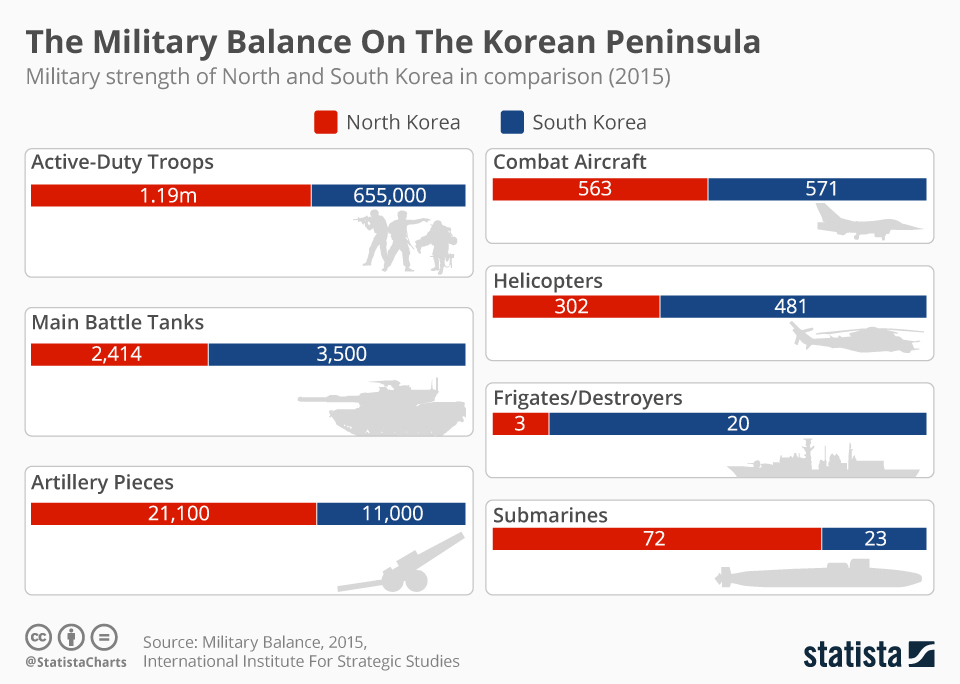 The Military Balance On The Korean Peninsula
Military strength of North and South Korea in comparison (2015)
North Korea
South Korea
Active-Duty Troops
1.19m
655,000
Main Battle Tanks
2,414
3,500
Artillery Pieces
21,100
11,000
Combat Aircraft
563
571
Helicopters
302
481
Frigates/Destroyers
3
20
Submarines
72
23
cc
=
@StatistaCharts
Source: Military Balance, 2015,
International Institute For Strategic Studies
statista